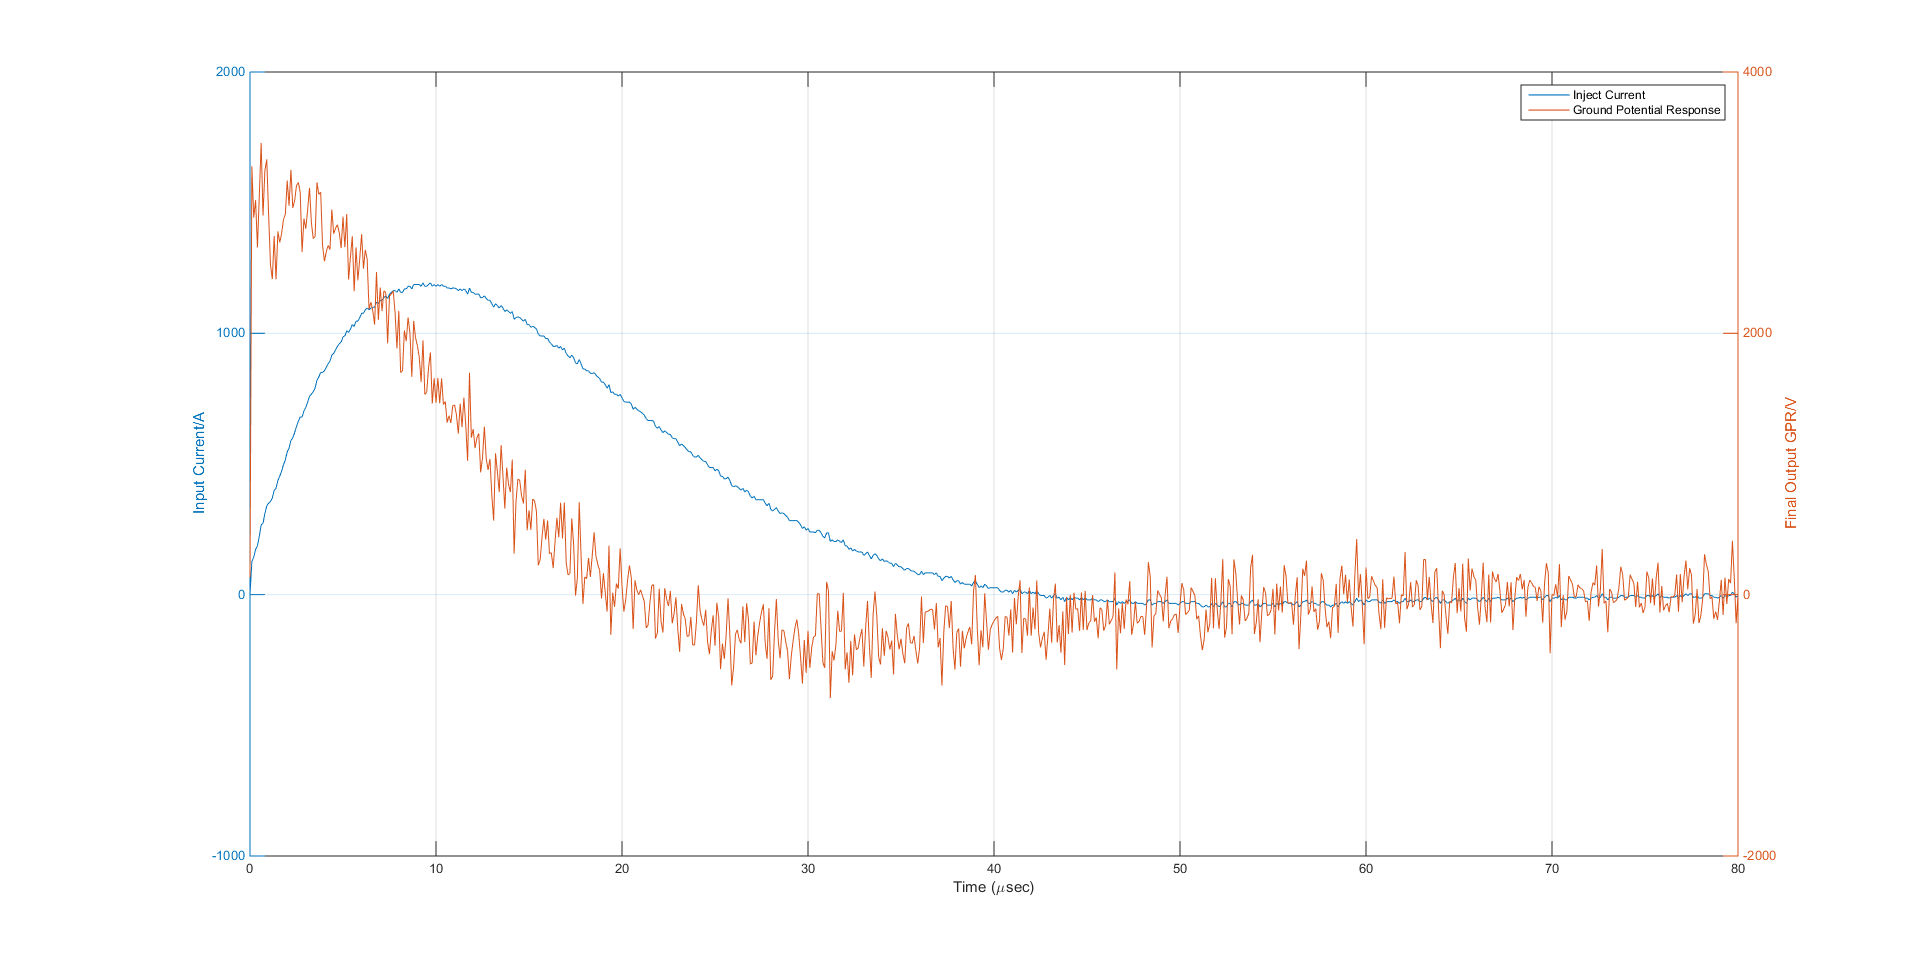 2000
1000
0
-1000
Input Current/A
4000
2000
0
-2000
Final Output GPR/V
Inject Current
Ground Potential Response
0 10 20 30 40 50 60 70 80
Time (μsec)